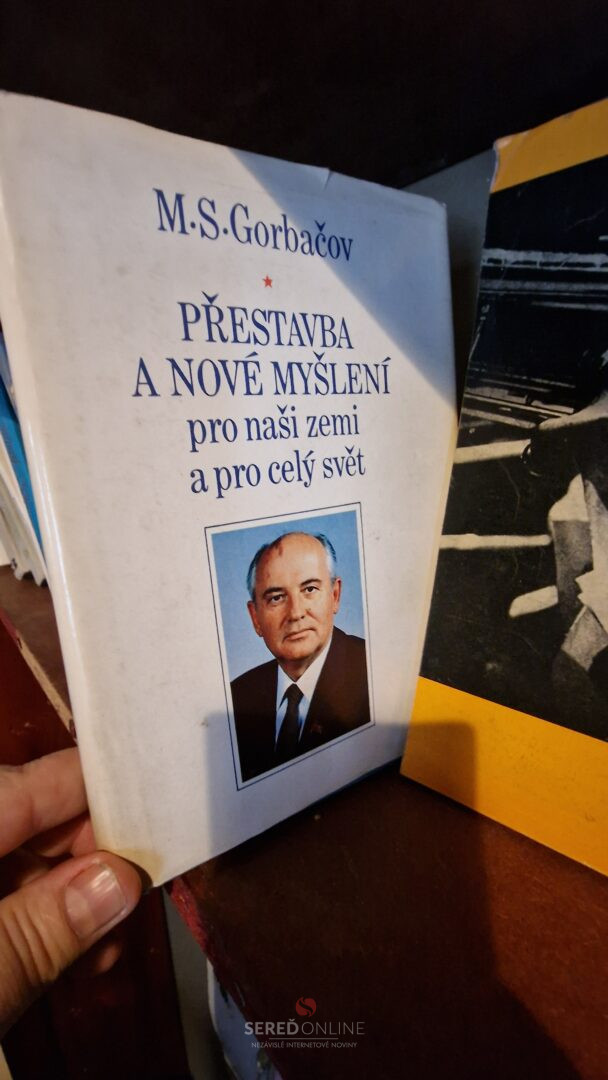 M.S.Gorbačov
PŘESTAVBA
A NOVÉ MYŠLENÍ
pro naši zemi
a pro celý svět
SEREĎONLINE
NEZÁVISLÉ INTERNETOVÉ NOVINY